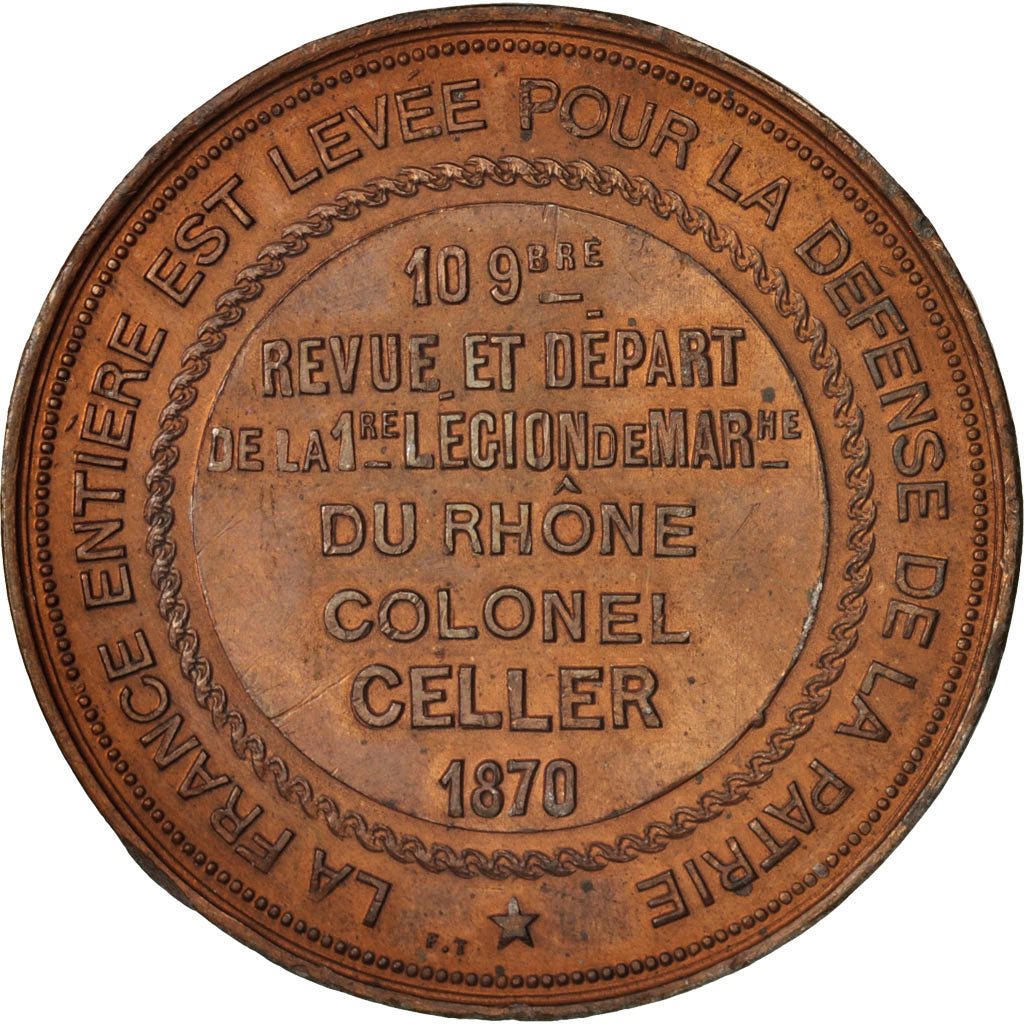 LA FRANCE ENTIÈRE EST LEVÉE POUR LA DÉFENSE DE LA PATRIE
10 9BRE
REVUE ET DÉPART
DE LA 1RE LÉGION DE MARHE
DU RHÔNE
COLONEL
CELLER
1870
F.T